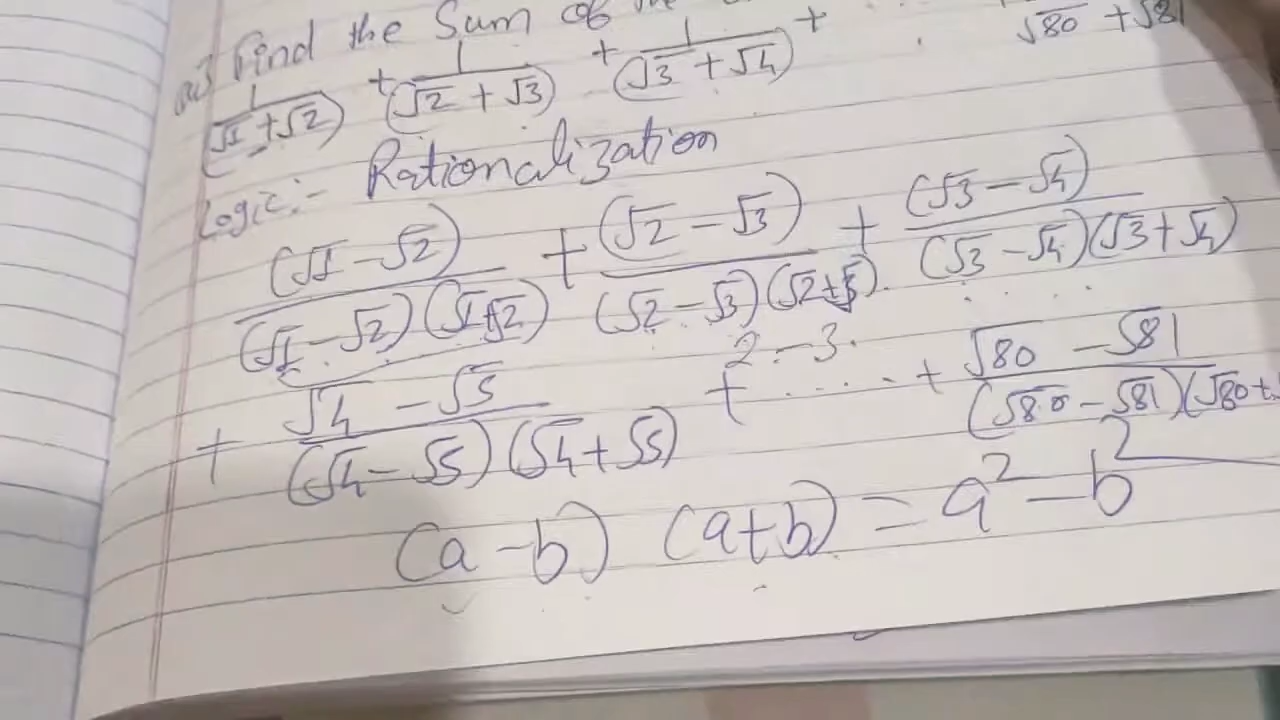 Find the Sum of the
1/(√1 + √2) + 1/(√2 + √3) + 1/(√3 + √4) + . . . √80 + √81
Logic:- Rationalization
(√1 - √2)/(√1 - √2)(√1+√2) + (√2 - √3)/(√2 - √3)(√2+√3) + (√3 - √4)/(√3 - √4)(√3 + √4)
2 - 3.
+ √4 - √5/(√4 - √5)(√4 + √5) + ..... + √80 - √81/(√80 - √81)(√80+
(a - b) (a+b) = a² - b²